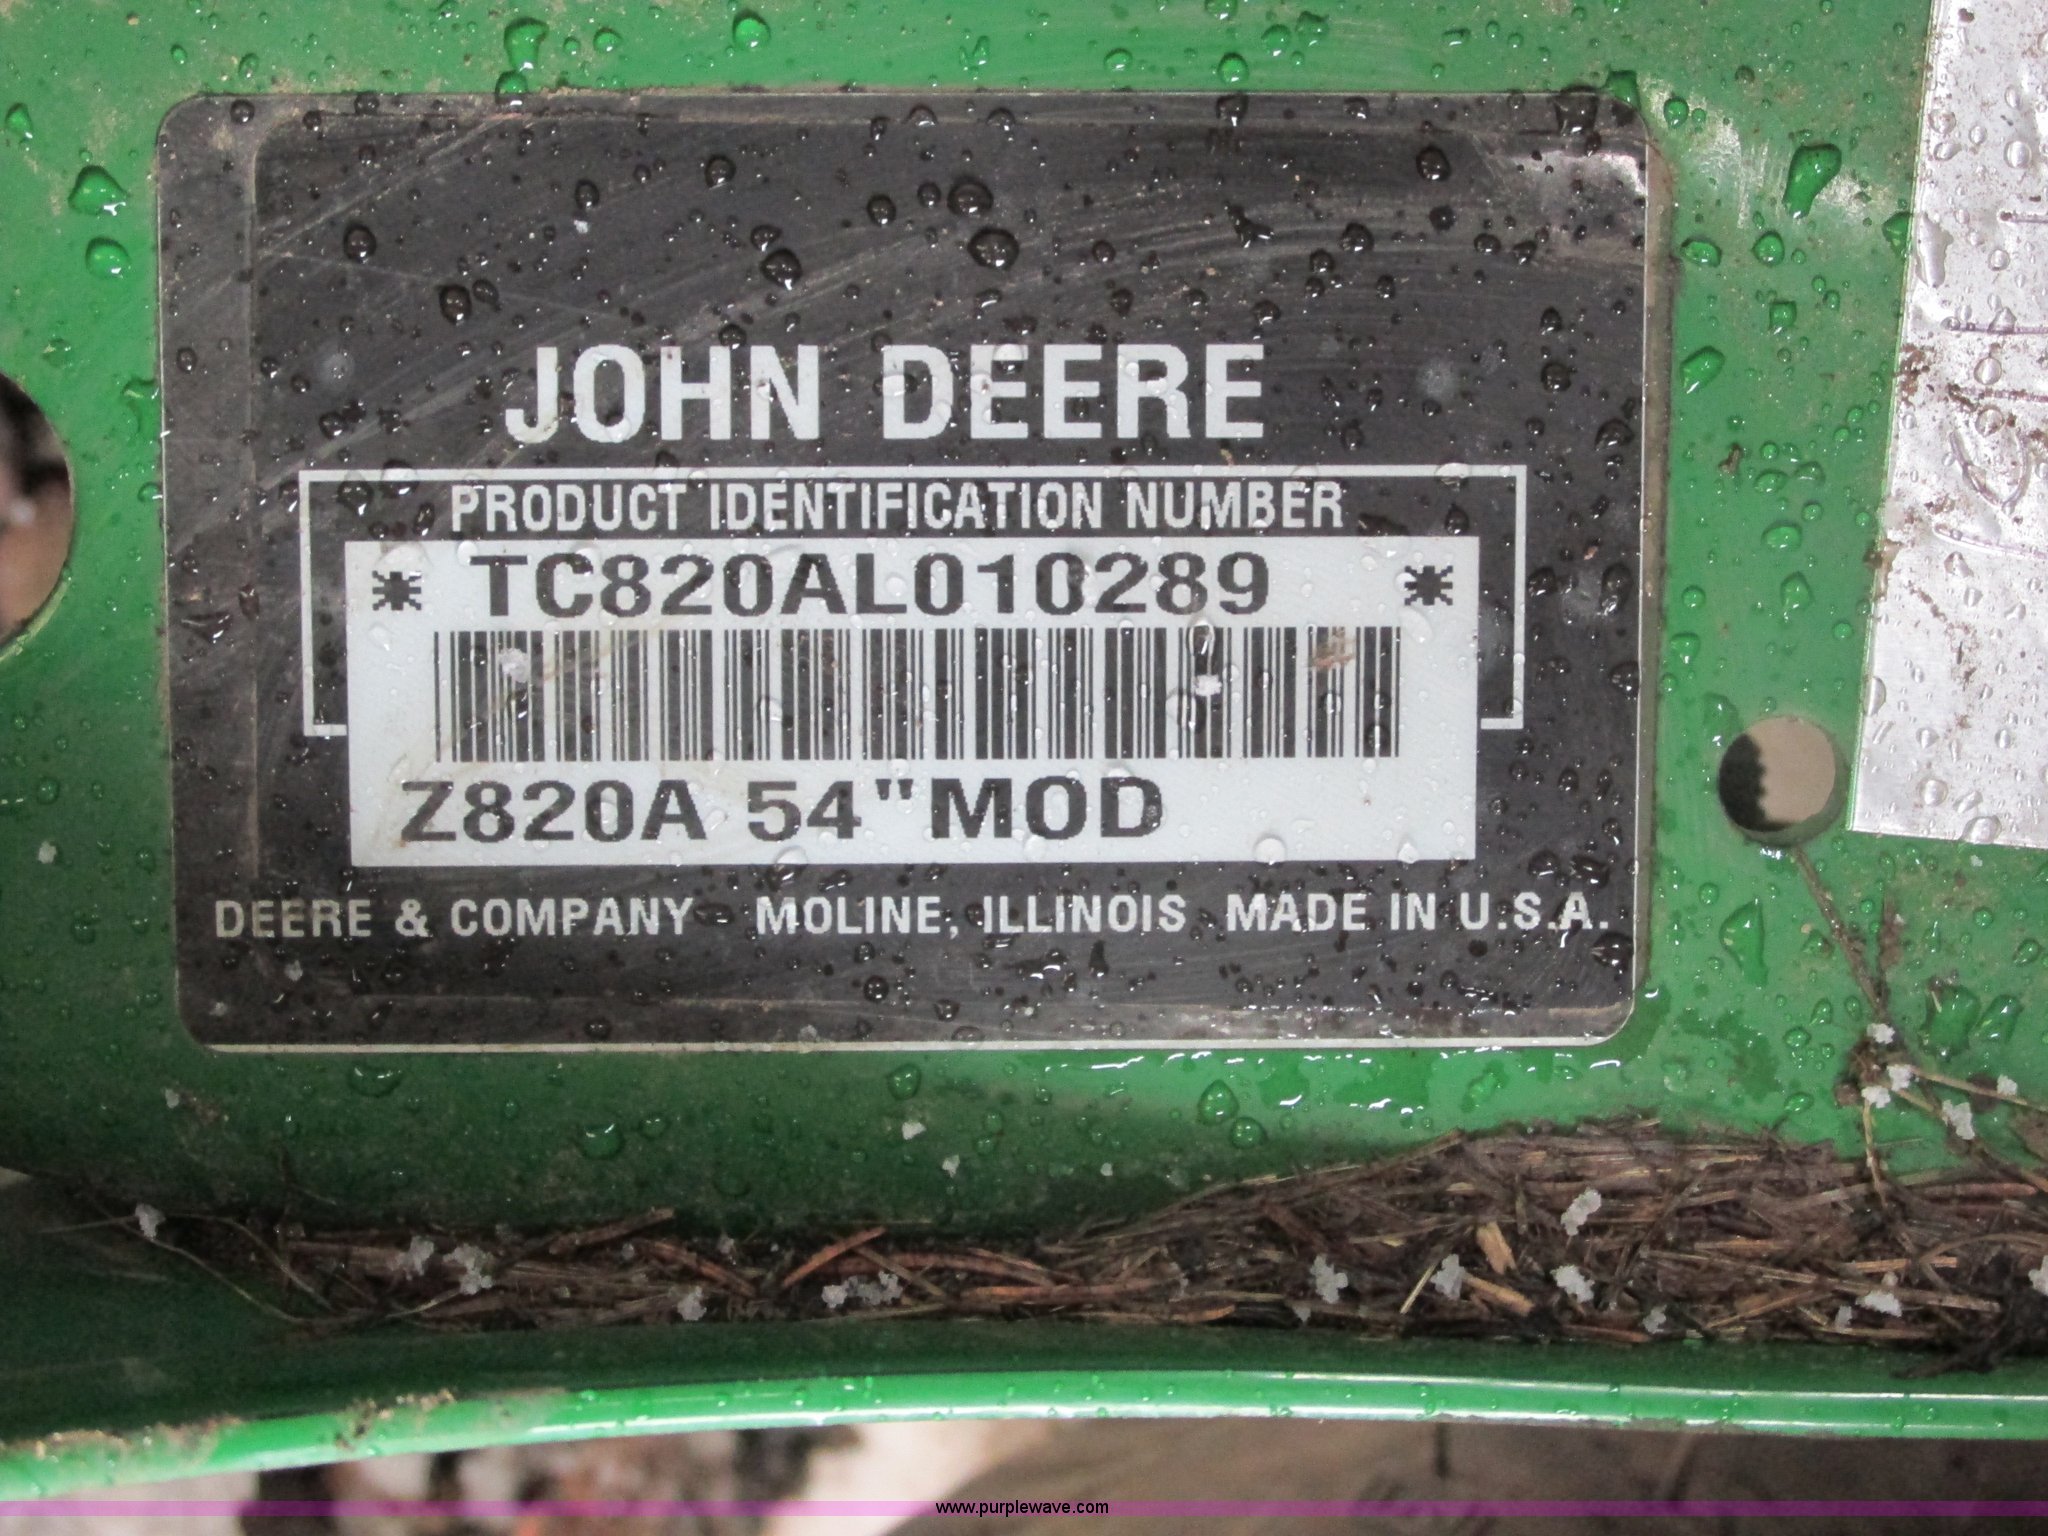 JOHN DEERE
PRODUCT IDENTIFICATION NUMBER
* TC820AL010289 *
Z820A 54"MOD
DEERE & COMPANY MOLINE, ILLINOIS MADE IN U.S.A.
www.purplewave.com